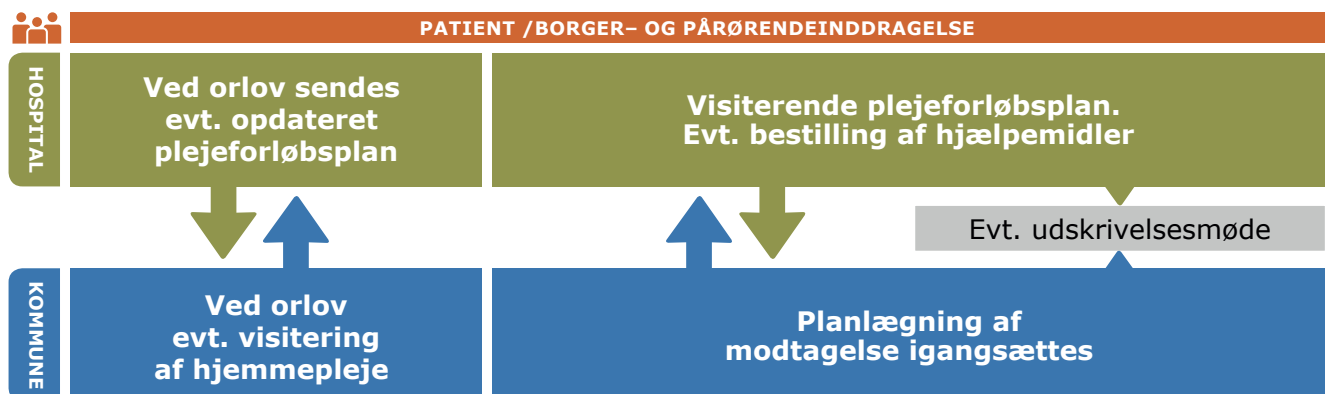 PATIENT /BORGER– OG PÅRØRENDEINDDRAGELSE
HOSPITAL
Ved orlov sendes
evt. opdateret
plejeforløbsplan
Visiterende plejeforløbsplan.
Evt. bestilling af hjælpemidler
Evt. udskrivelsesmøde
KOMMUNE
Ved orlov
evt. visitering
af hjemmepleje
Planlægning af
modtagelse igangsættes